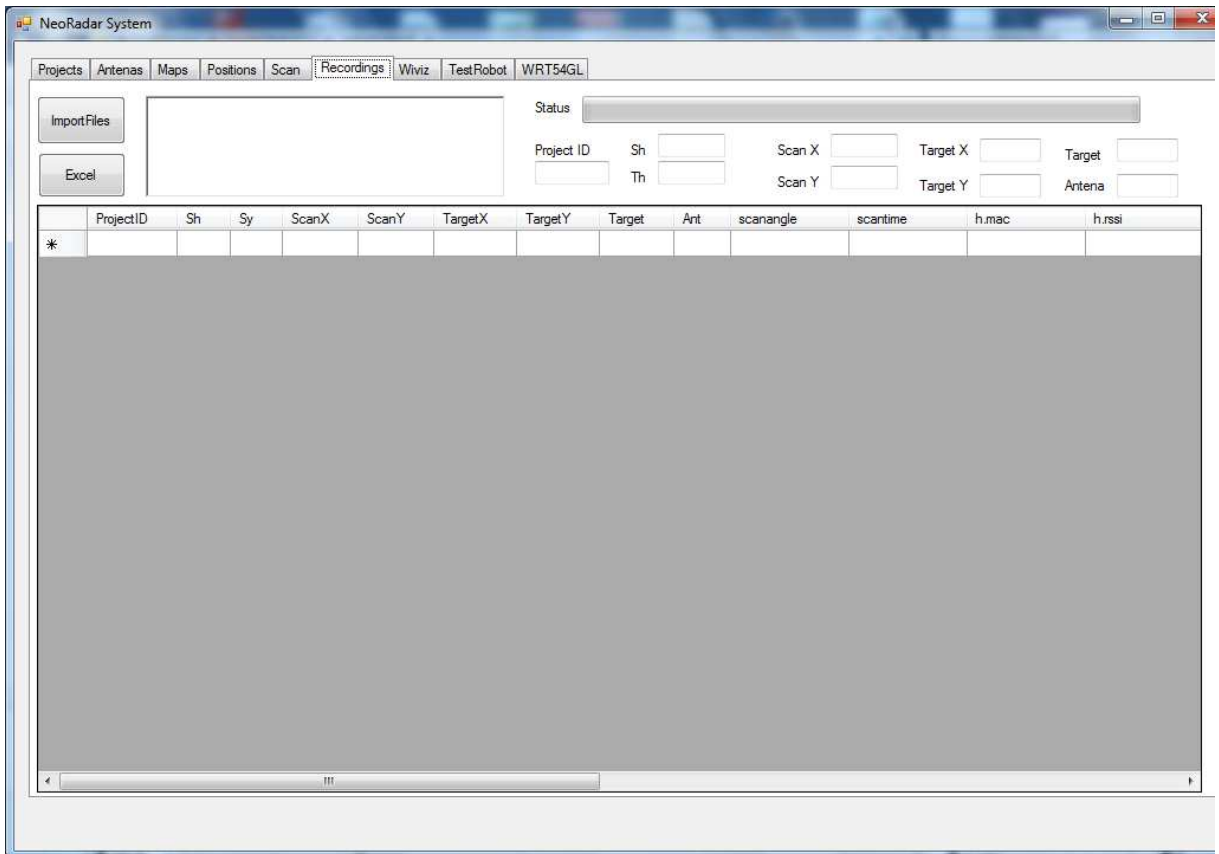 NeoRadar System
Projects Antenas Maps Positions Scan Recordings Wiviz TestRobot WRT54GL
ImportFiles
Excel
Status
Project ID Sh Scan X Target X Target
Th Scan Y Target Y Antena
ProjectID Sh Sy ScanX ScanY TargetX TargetY Target Ant scanangle scantime h.mac h.rssi